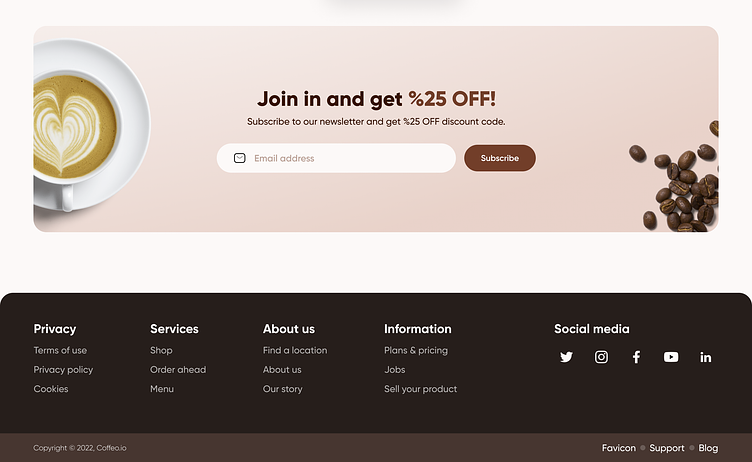 Join in and get %25 OFF!
Subscribe to our newsletter and get %25 OFF discount code.
Email address
Subscribe
Privacy
Terms of use
Privacy policy
Cookies
Services
Shop
Order ahead
Menu
About us
Find a location
About us
Our story
Information
Plans & pricing
Jobs
Sell your product
Social media
Copyright © 2022, Coffeo.io
Favicon
Support
Blog